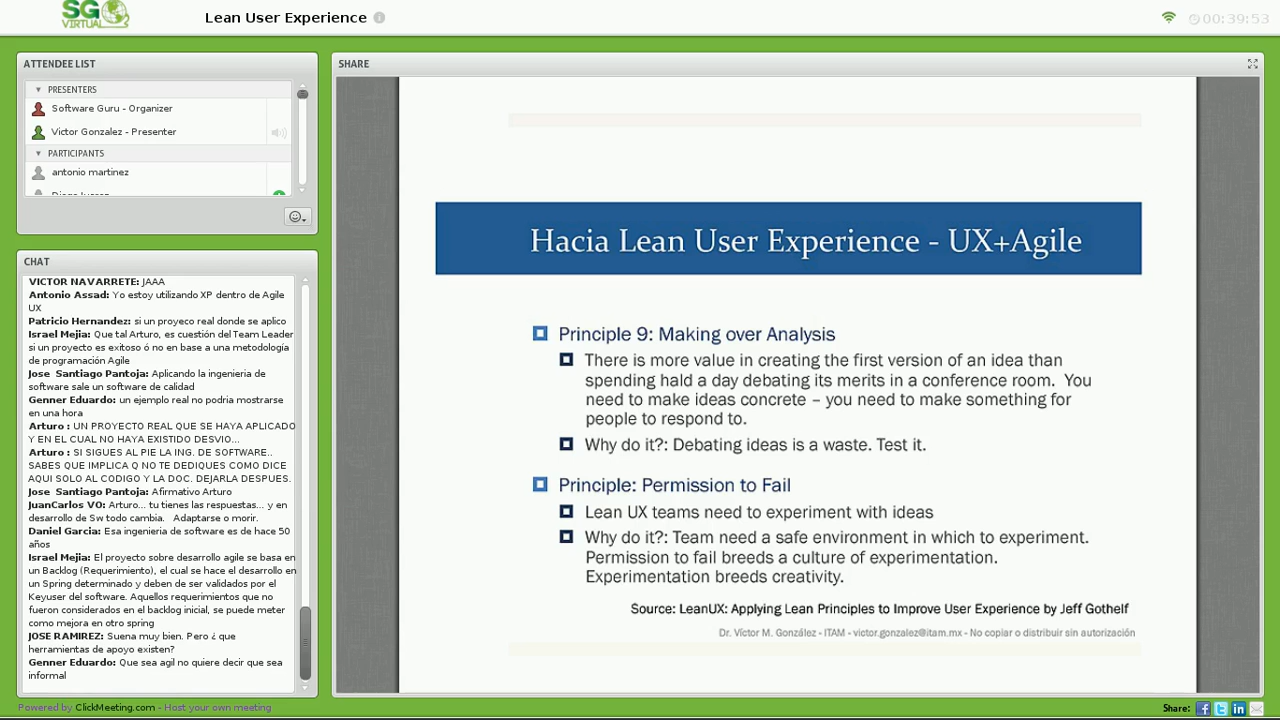 SG
VIRTUAL
Lean User Experience
00:39:53
ATTENDEE LIST
PRESENTERS
Software Guru - Organizer
Victor Gonzalez - Presenter
PARTICIPANTS
antonio martinez
CHAT
VICTOR NAVARRETE: JAAA
Antonio Assad: Yo estoy utilizando XP dentro de Agile
UX
Patricio Hernandez: si un proyeco real donde se aplico
Israel Mejia: Que tal Arturo, es cuestión del Team Leader
si un proyecto es exitoso ó no en base a una metodología
de programación Agile
Jose Santiago Pantoja: Aplicando la ingenieria de
software sale un software de calidad
Genner Eduardo: un ejemplo real no podria mostrarse
en una hora
Arturo : UN PROYECTO REAL QUE SE HAYA APLICADO
Y EN EL CUAL NO HAYA EXISTIDO DESVIO...
Arturo : SI SIGUES AL PIE LA ING. DE SOFTWARE..
SABES QUE IMPLICA Q NO TE DEDIQUES COMO DICE
AQUI SOLO AL CODIGO Y LA DOC. DEJARLA DESPUES.
Jose Santiago Pantoja: Afirmativo Arturo
JuanCarlos VO: Arturo... tu tienes las respuestas... y en
desarrollo de Sw todo cambia. Adaptarse o morir.
Daniel Garcia: Esa ingenieria de software es de hace 50
años
Israel Mejia: El proyecto sobre desarrollo agile se basa en
un Backlog (Requerimiento), el cual se hace el desarrollo en
un Spring determinado y deben de ser validados por el
Keyuser del software. Aquellos requerimientos que no
fueron considerados en el backlog inicial, se puede meter
como mejora en otro spring
JOSE RAMIREZ: Suena muy bien. Pero ¿ que
herramientas de apoyo existen?
Genner Eduardo: Que sea agil no quiere decir que sea
informal
SHARE
Hacia Lean User Experience - UX+Agile
Principle 9: Making over Analysis
There is more value in creating the first version of an idea than
spending hald a day debating its merits in a conference room. You
need to make ideas concrete – you need to make something for
people to respond to.
Why do it?: Debating ideas is a waste. Test it.
Principle: Permission to Fail
Lean UX teams need to experiment with ideas
Why do it?: Team need a safe environment in which to experiment.
Permission to fail breeds a culture of experimentation.
Experimentation breeds creativity.
Source: LeanUX: Applying Lean Principles to Improve User Experience by Jeff Gothelf
Dr. Víctor M. González - ITAM - victor.gonzalez@itam.mx - No copiar o distribuir sin autorización
Powered by ClickMeeting.com - Host your own meeting
Share: